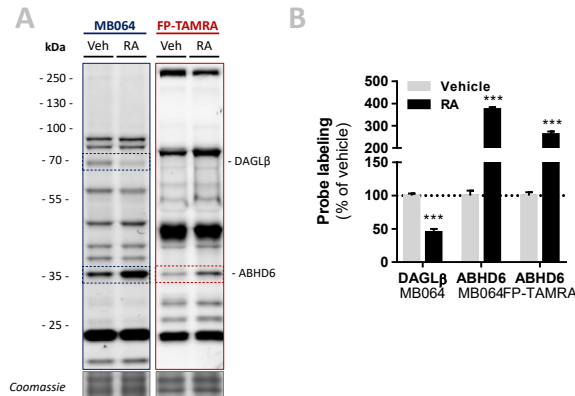 A
MB064 FP-TAMRA
kDa Veh RA Veh RA
- 250 -
- 130 -
- 100 -
- 70 -
- DAGLβ
- 55 -
- 35 -
- ABHD6
- 25 -
Coomassie
B
Probe labeling
(% of vehicle)
500
400
300
200
150
100
50
0
Vehicle
RA
***
***
***
DAGLβ ABHD6 ABHD6
MB064 MB064 FP-TAMRA